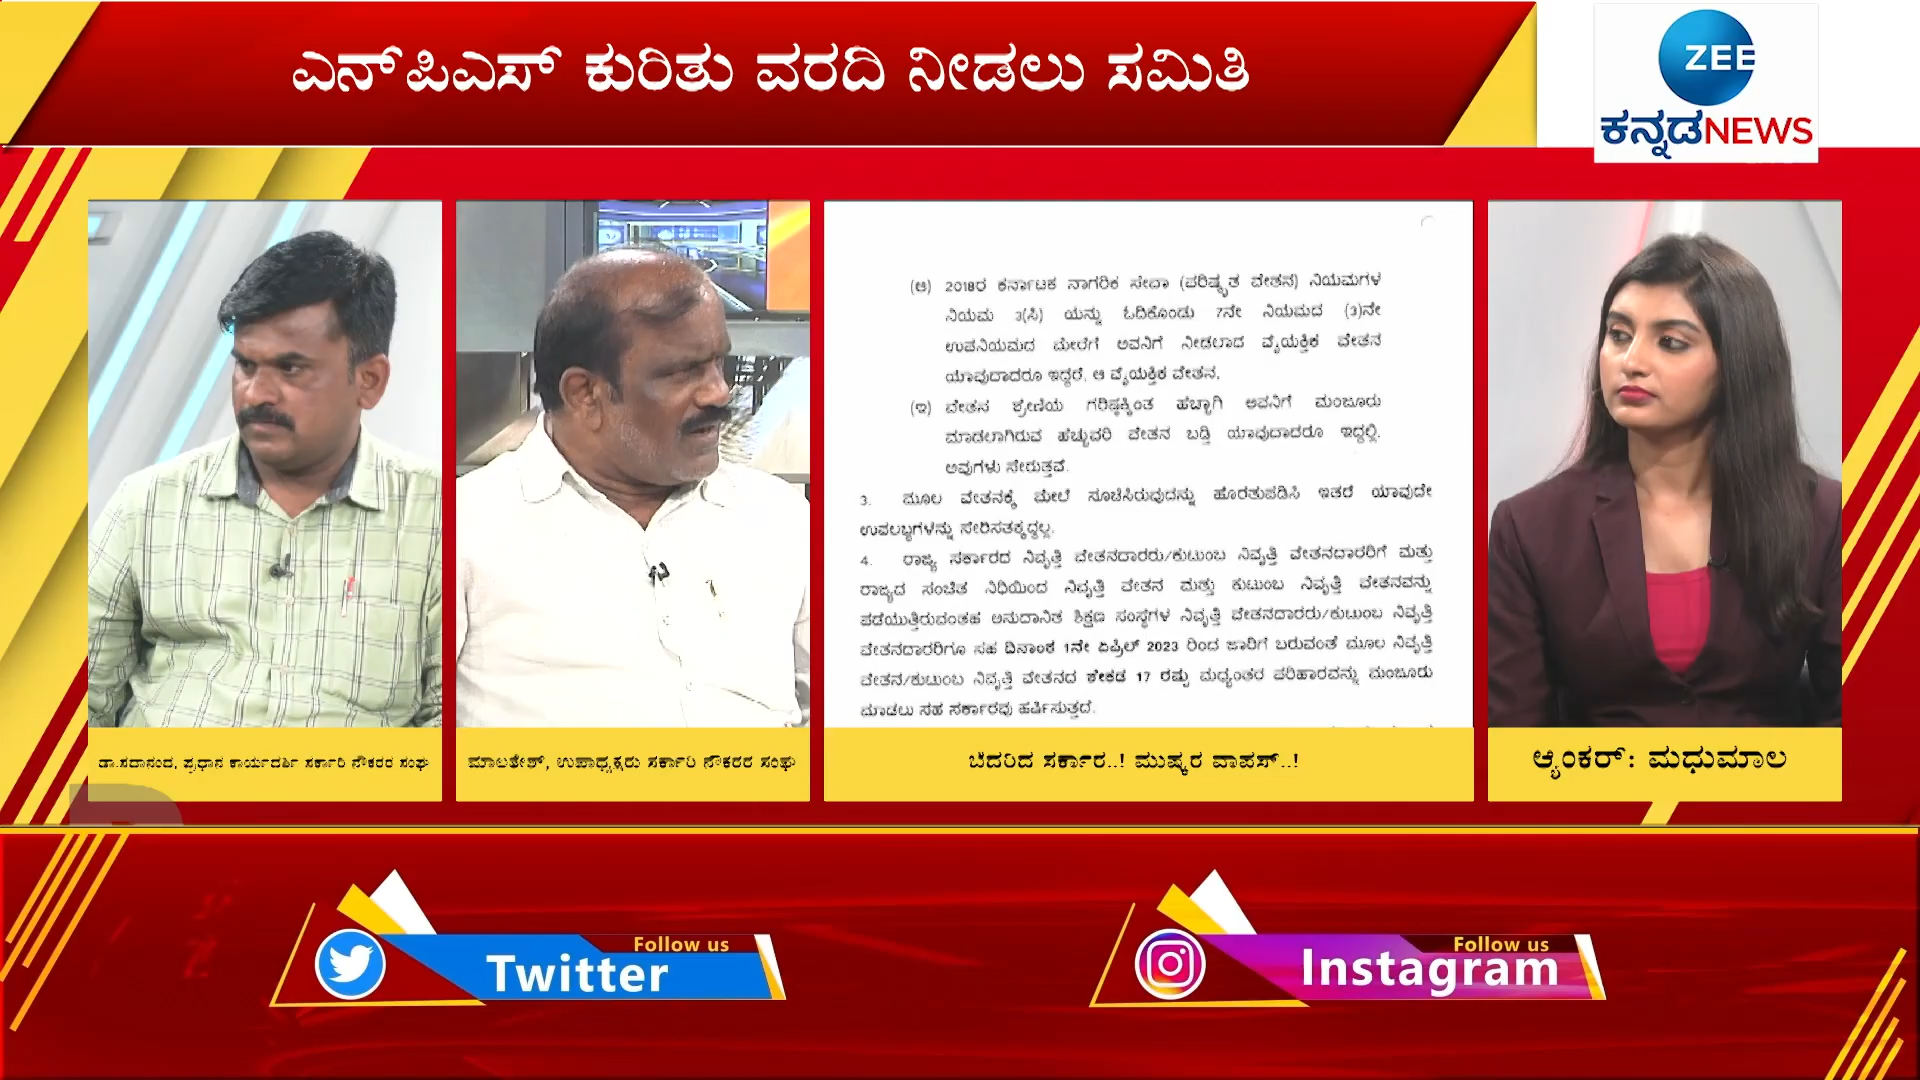 ಎನ್‌ಪಿಎಸ್ ಕುರಿತು ವರದಿ ನೀಡಲು ಸಮಿತಿ
ZEE
ಕನ್ನಡNEWS
(ಆ) 2018ರ ಕರ್ನಾಟಕ ನಾಗರಿಕ ಸೇವಾ (ಪರಿಷ್ಕೃತ ವೇತನ) ನಿಯಮಗಳ
ನಿಯಮ 3(ಸಿ) ಯನ್ನು ಓದಿಕೊಂಡು 7ನೇ ನಿಯಮದ (3)ನೇ
ಉಪನಿಯಮದ ಮೇರೆಗೆ ಅವನಿಗೆ ನೀಡಲಾದ ವೈಯಕ್ತಿಕ ವೇತನ
ಯಾವುದಾದರೂ ಇದ್ದರೆ, ಆ ವೈಯಕ್ತಿಕ ವೇತನ,
(ಇ) ವೇತನ ಶ್ರೇಣಿಯ ಗರಿಷ್ಠಕ್ಕಿಂತ ಹೆಚ್ಚಾಗಿ ಅವನಿಗೆ ಮಂಜೂರು
ಮಾಡಲಾಗಿರುವ ಹೆಚ್ಚುವರಿ ವೇತನ ಬಡ್ತಿ ಯಾವುದಾದರೂ ಇದ್ದಲ್ಲಿ,
ಅವುಗಳು ಸೇರುತ್ತವೆ.
3. ಮೂಲ ವೇತನಕ್ಕೆ ಮೇಲೆ ಸೂಚಿಸಿರುವುದನ್ನು ಹೊರತುಪಡಿಸಿ ಇತರೆ ಯಾವುದೇ
ಉಪಲಬ್ಧಗಳನ್ನು ಸೇರಿಸತಕ್ಕದ್ದಲ್ಲ.
4. ರಾಜ್ಯ ಸರ್ಕಾರದ ನಿವೃತ್ತಿ ವೇತನದಾರರು/ಕುಟುಂಬ ನಿವೃತ್ತಿ ವೇತನದಾರರಿಗೆ ಮತ್ತು
ರಾಜ್ಯದ ಸಂಚಿತ ನಿಧಿಯಿಂದ ನಿವೃತ್ತಿ ವೇತನ ಮತ್ತು ಕುಟುಂಬ ನಿವೃತ್ತಿ ವೇತನವನ್ನು
ಪಡೆಯುತ್ತಿರುವಂತಹ ಅನುದಾನಿತ ಶಿಕ್ಷಣ ಸಂಸ್ಥೆಗಳ ನಿವೃತ್ತಿ ವೇತನದಾರರು/ಕುಟುಂಬ ನಿವೃತ್ತಿ
ವೇತನದಾರರಿಗೂ ಸಹ ದಿನಾಂಕ 1ನೇ ಏಪ್ರಿಲ್ 2023 ರಿಂದ ಜಾರಿಗೆ ಬರುವಂತೆ ಮೂಲ ನಿವೃತ್ತಿ
ವೇತನ/ಕುಟುಂಬ ನಿವೃತ್ತಿ ವೇತನದ ಶೇಕಡ 17 ರಷ್ಟು ಮಧ್ಯಂತರ ಪರಿಹಾರವನ್ನು ಮಂಜೂರು
ಮಾಡಲು ಸಹ ಸರ್ಕಾರವು ಹರ್ಷಿಸುತ್ತದೆ.
ಡಾ.ಸದಾನಂದ, ಪ್ರಧಾನ ಕಾರ್ಯದರ್ಶಿ ಸರ್ಕಾರಿ ನೌಕರರ ಸಂಘ
ಮಾಲತೇಶ್, ಉಪಾಧ್ಯಕ್ಷರು ಸರ್ಕಾರಿ ನೌಕರರ ಸಂಘ
ಬೆದರಿದ ಸರ್ಕಾರ..! ಮುಷ್ಕರ ವಾಪಸ್..!
ಆ್ಯಂಕರ್: ಮಧುಮಾಲ
Follow us
Twitter
Follow us
Instagram